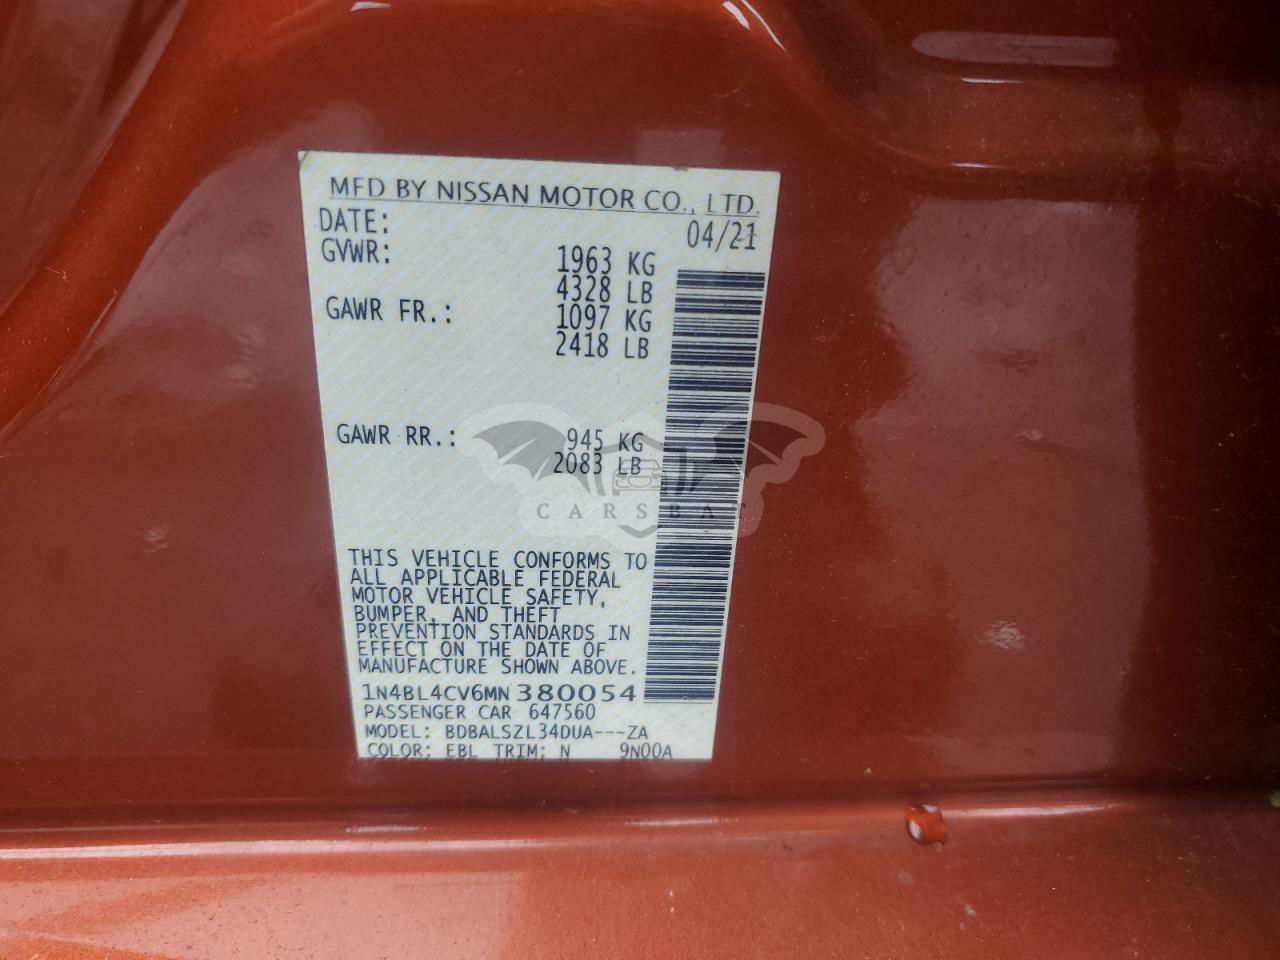 MFD BY NISSAN MOTOR CO., LTD.
DATE: 04/21
GVWR: 1963 KG
4328 LB
GAWR FR.: 1097 KG
2418 LB
GAWR RR.: 945 KG
2083 LB
CARSBAT
THIS VEHICLE CONFORMS TO
ALL APPLICABLE FEDERAL
MOTOR VEHICLE SAFETY,
BUMPER, AND THEFT
PREVENTION STANDARDS IN
EFFECT ON THE DATE OF
MANUFACTURE SHOWN ABOVE.
1N4BL4CV6MN380054
PASSENGER CAR 647560
MODEL: BDBALSZL34DUA---ZA
COLOR: EBL TRIM: N 9N00A